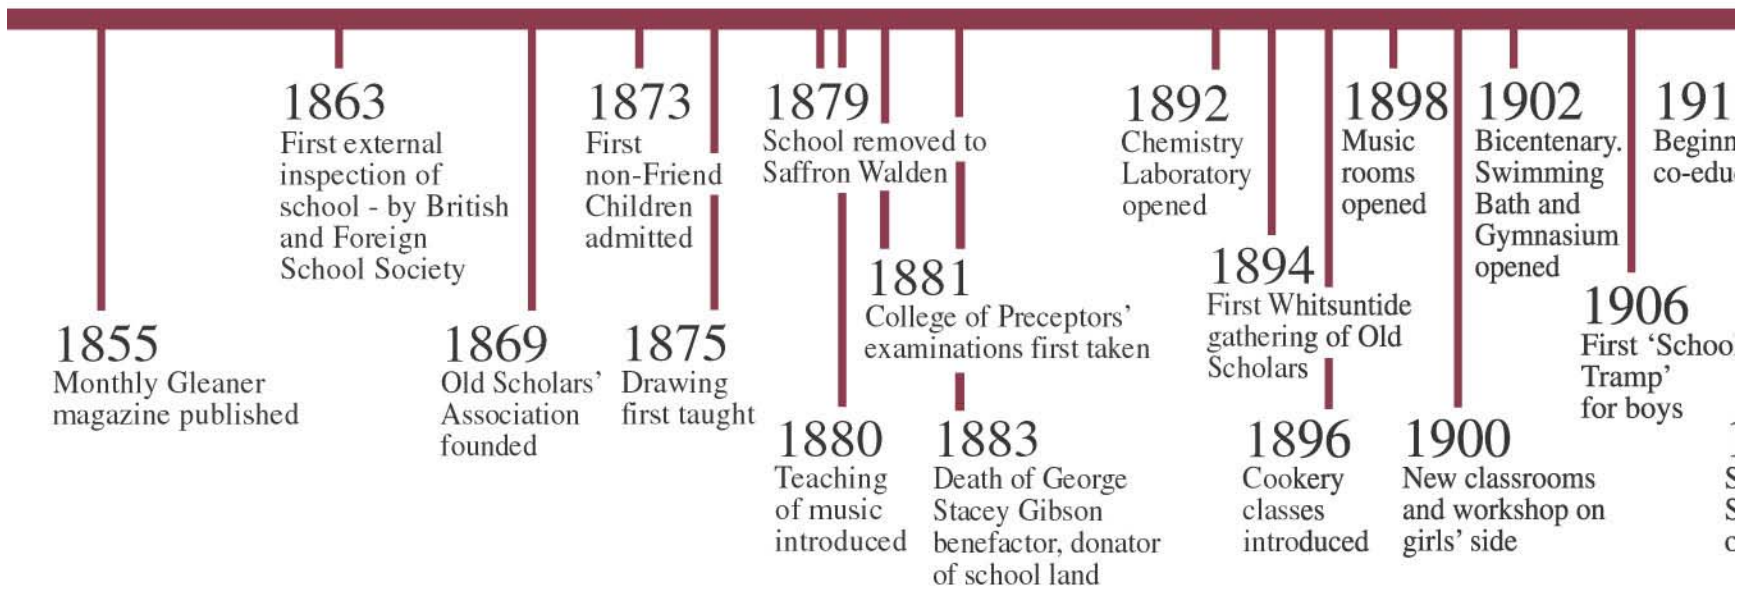 1863
First external
inspection of
school - by British
and Foreign
School Society
1873
First
non-Friend
Children
admitted
1879
School removed to
Saffron Walden
1892
Chemistry
Laboratory
opened
1898
Music
rooms
opened
1902
Bicentenary.
Swimming
Bath and
Gymnasium
opened
1881
College of Preceptors’
examinations first taken
1894
First Whitsuntide
gathering of Old
Scholars
1906
First ‘School
Tramp’
for boys
1855
Monthly Gleaner
magazine published
1869
Old Scholars’
Association
founded
1875
Drawing
first taught
1880
Teaching
of music
introduced
1883
Death of George
Stacey Gibson
benefactor, donator
of school land
1896
Cookery
classes
introduced
1900
New classrooms
and workshop on
girls’ side